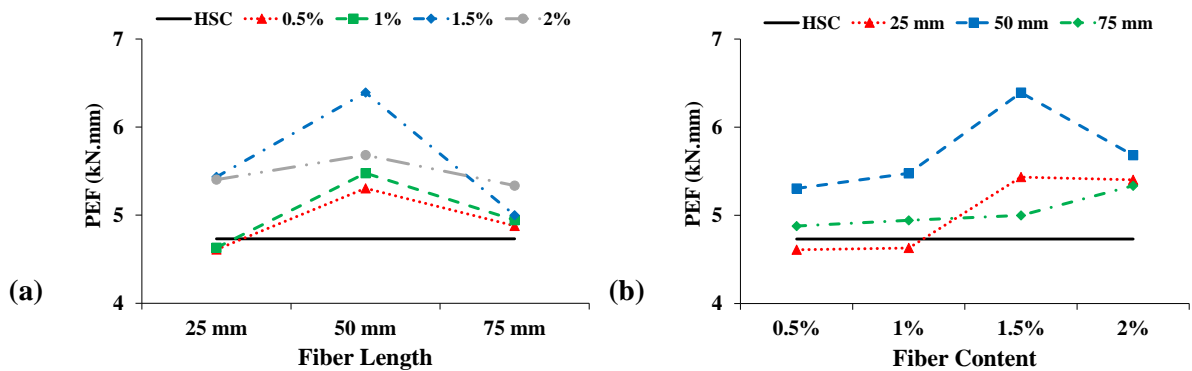 HSC 0.5% 1% 1.5% 2%
7
6
5
4
PEF (kN.mm)
25 mm 50 mm 75 mm
Fiber Length
(a)
HSC 25 mm 50 mm 75 mm
7
6
5
4
PEF (kN.mm)
0.5% 1% 1.5% 2%
Fiber Content
(b)